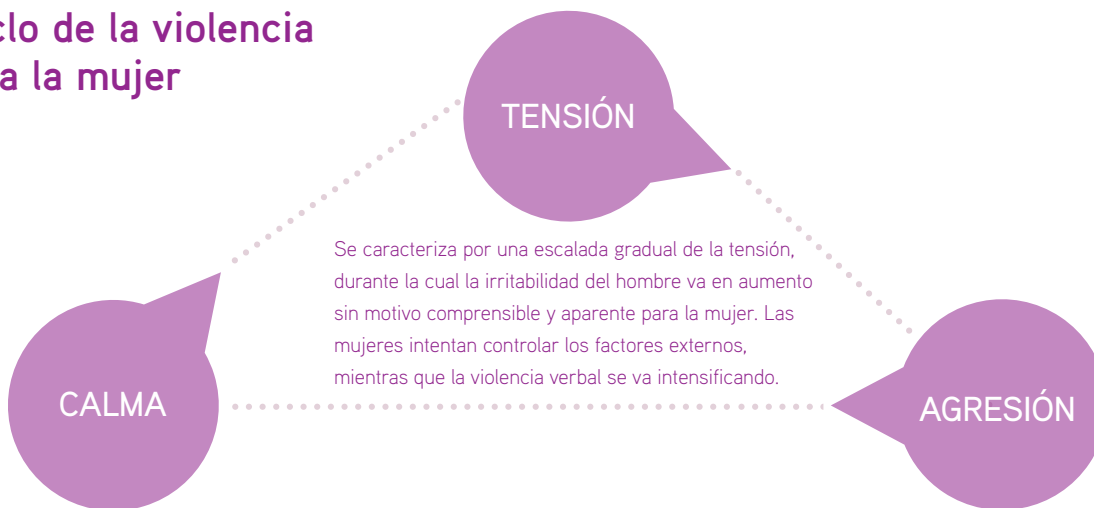 clo de la violencia
a la mujer
TENSIÓN
Se caracteriza por una escalada gradual de la tensión,
durante la cual la irritabilidad del hombre va en aumento
sin motivo comprensible y aparente para la mujer. Las
mujeres intentan controlar los factores externos,
mientras que la violencia verbal se va intensificando.
CALMA
AGRESIÓN